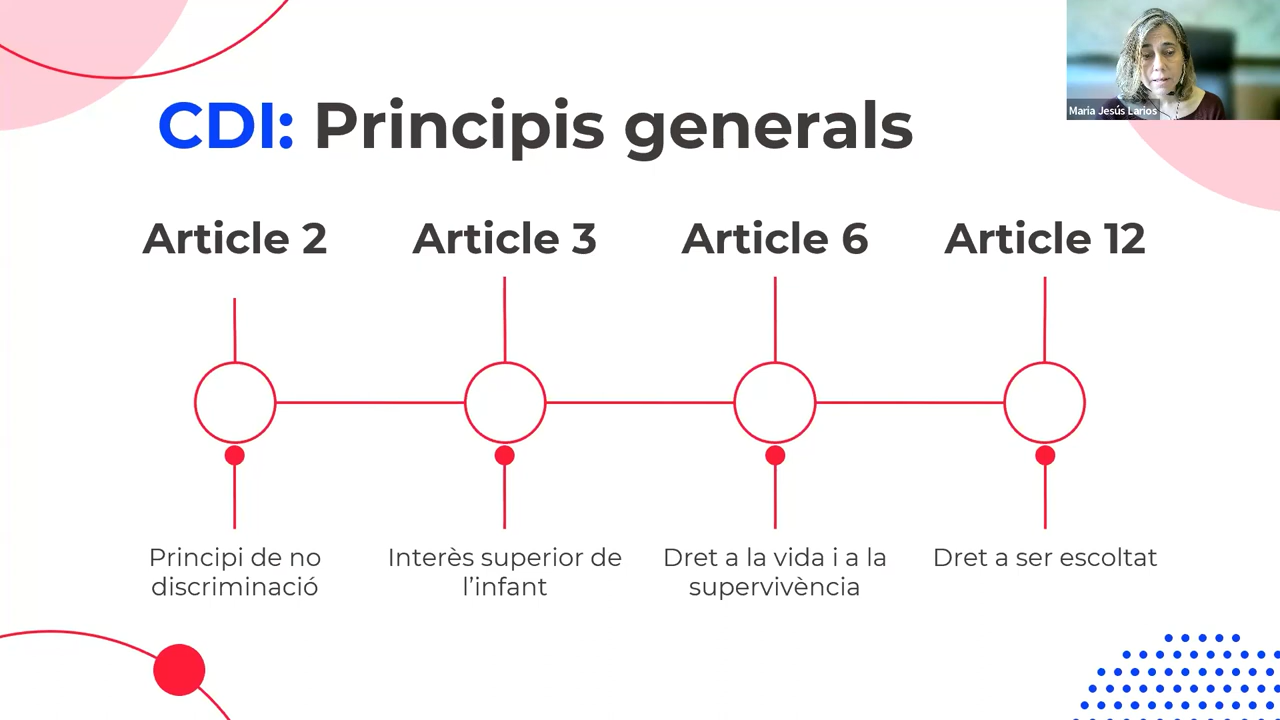 Maria Jesús Larios
CDI: Principis generals
Article 2
Article 3
Article 6
Article 12
Principi de no
discriminació
Interès superior de
l’infant
Dret a la vida i a la
supervivència
Dret a ser escoltat